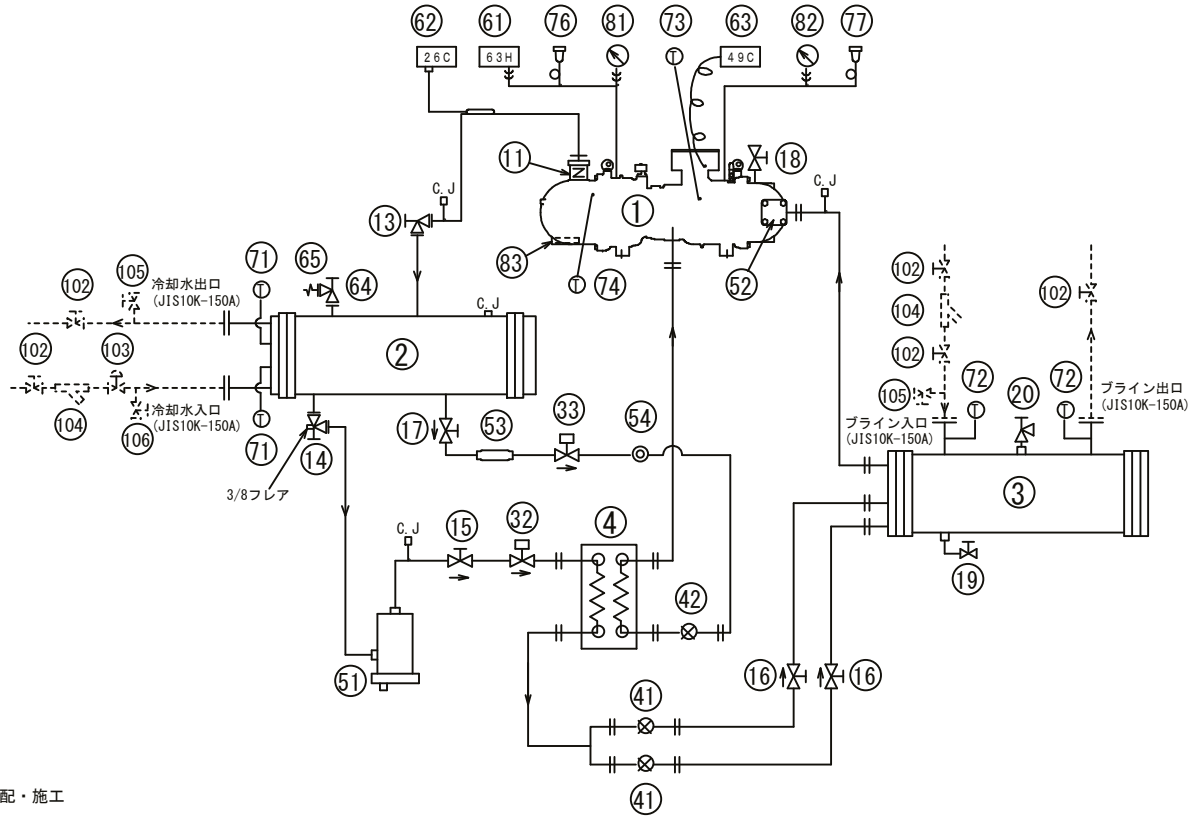 62
61
76
81
73
63
82
77
26C
63H
T
49C
11
18
C.J
C.J
1
13
52
83
T
74
71
65
64
105
102
冷却水出口
(JIS10K-150A)
T
C.J
102
103
2
104
106
冷却水入口
(JIS10K-150A)
T
71
14
3/8フレア
17
53
33
54
102
104
102
102
105
72
T
20
72
T
ブライン入口
(JIS10K-150A)
ブライン出口
(JIS10K-150A)
3
19
C.J
15
32
4
42
51
16
16
41
41
配・施工